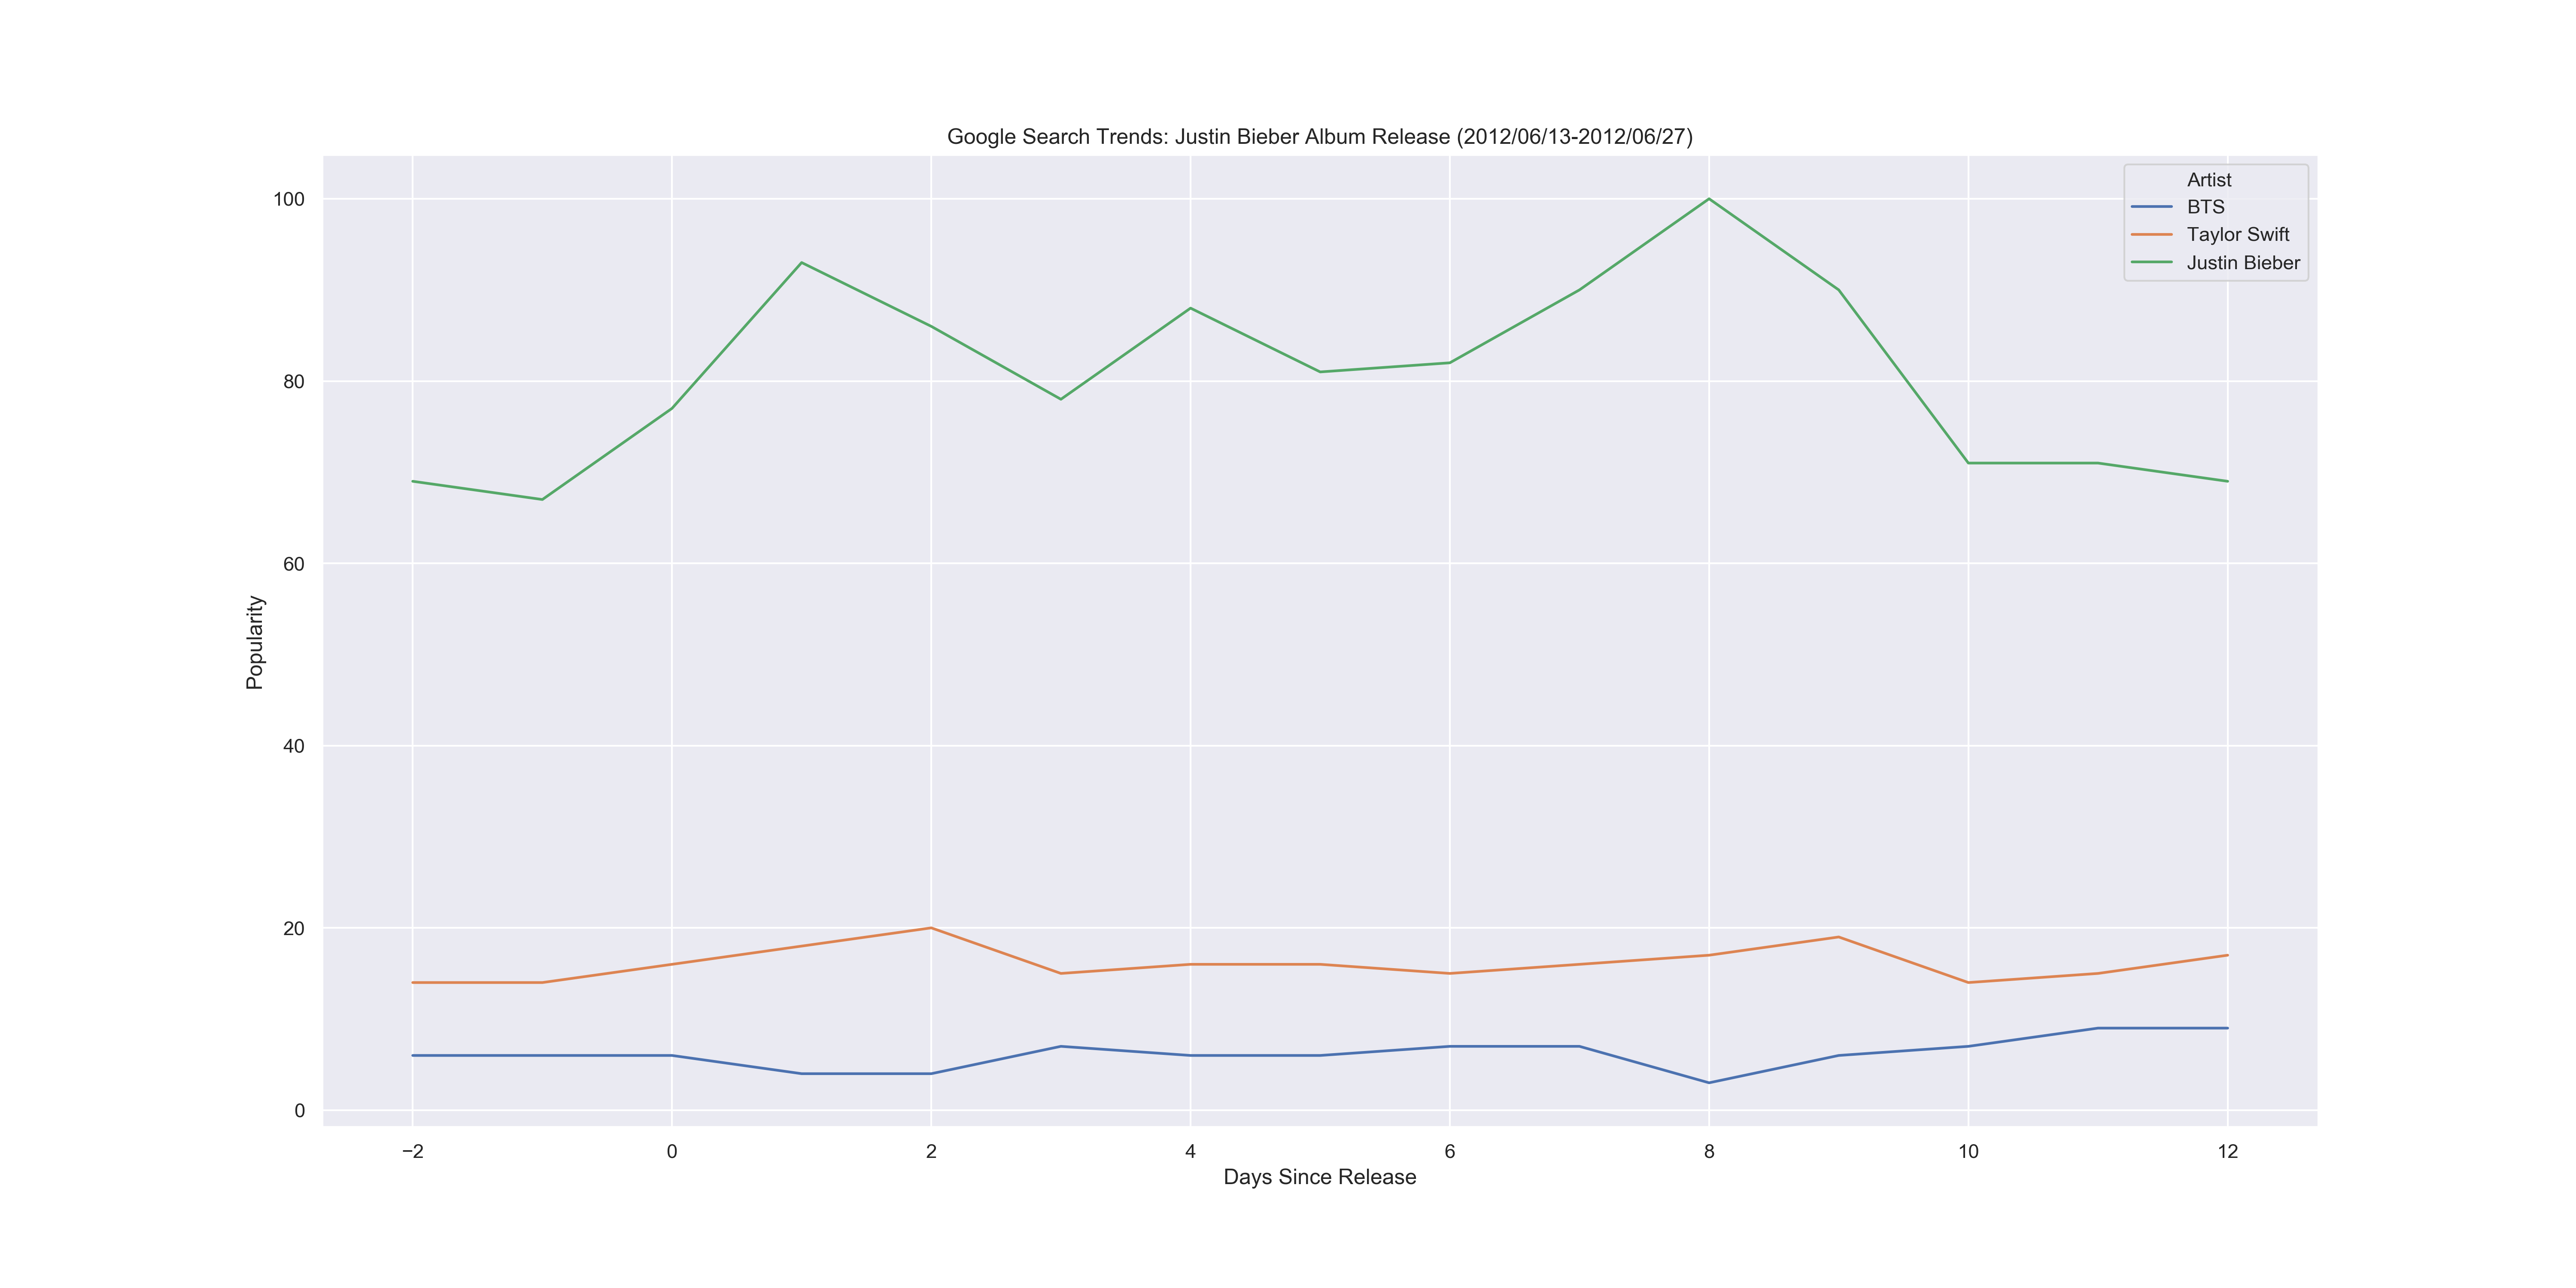 Google Search Trends: Justin Bieber Album Release (2012/06/13-2012/06/27)
Artist
BTS
Taylor Swift
Justin Bieber
Popularity
100
80
60
40
20
0
−2 0 2 4 6 8 10 12
Days Since Release